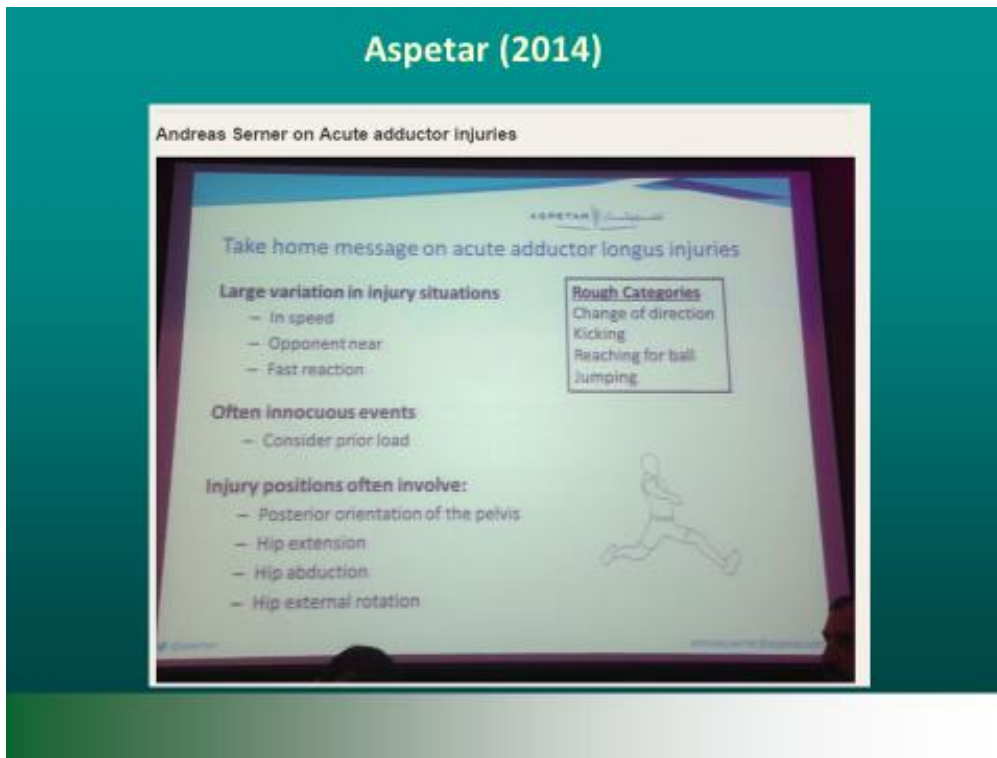 Aspetar (2014)
Andreas Serner on Acute adductor injuries
ASPETAR
Take home message on acute adductor longus injuries
Large variation in injury situations
– In speed
– Opponent near
– Fast reaction
Often innocuous events
– Consider prior load
Injury positions often involve:
– Posterior orientation of the pelvis
– Hip extension
– Hip abduction
– Hip external rotation
Rough Categories
Change of direction
Kicking
Reaching for ball
Jumping